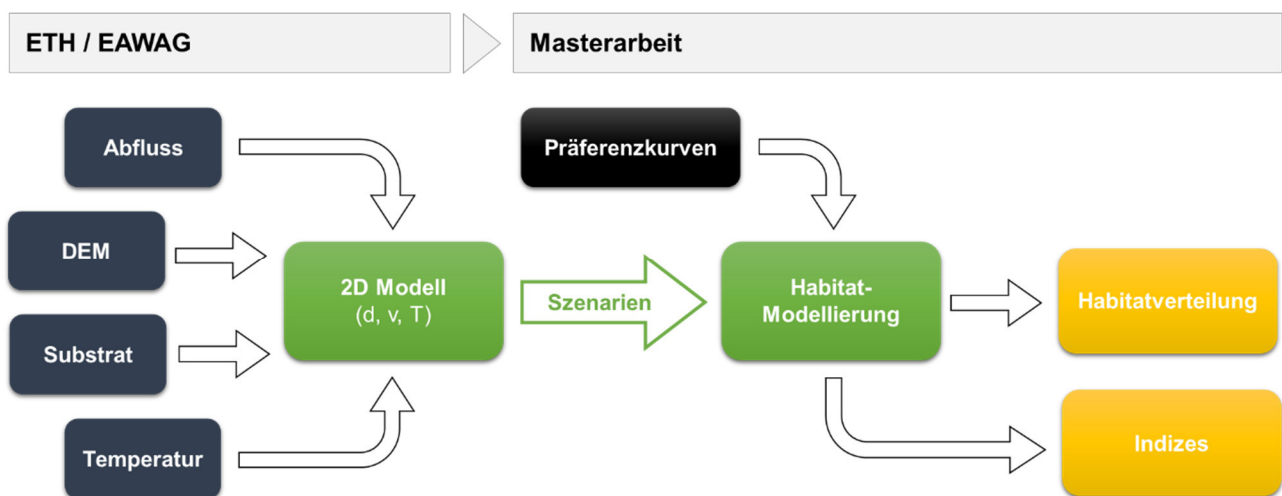 ETH / EAWAG
Masterarbeit
Abfluss
Präferenzkurven
DEM
2D Modell
(d, v, T)
Szenarien
Habitat-
Modellierung
Habitatverteilung
Substrat
Temperatur
Indizes